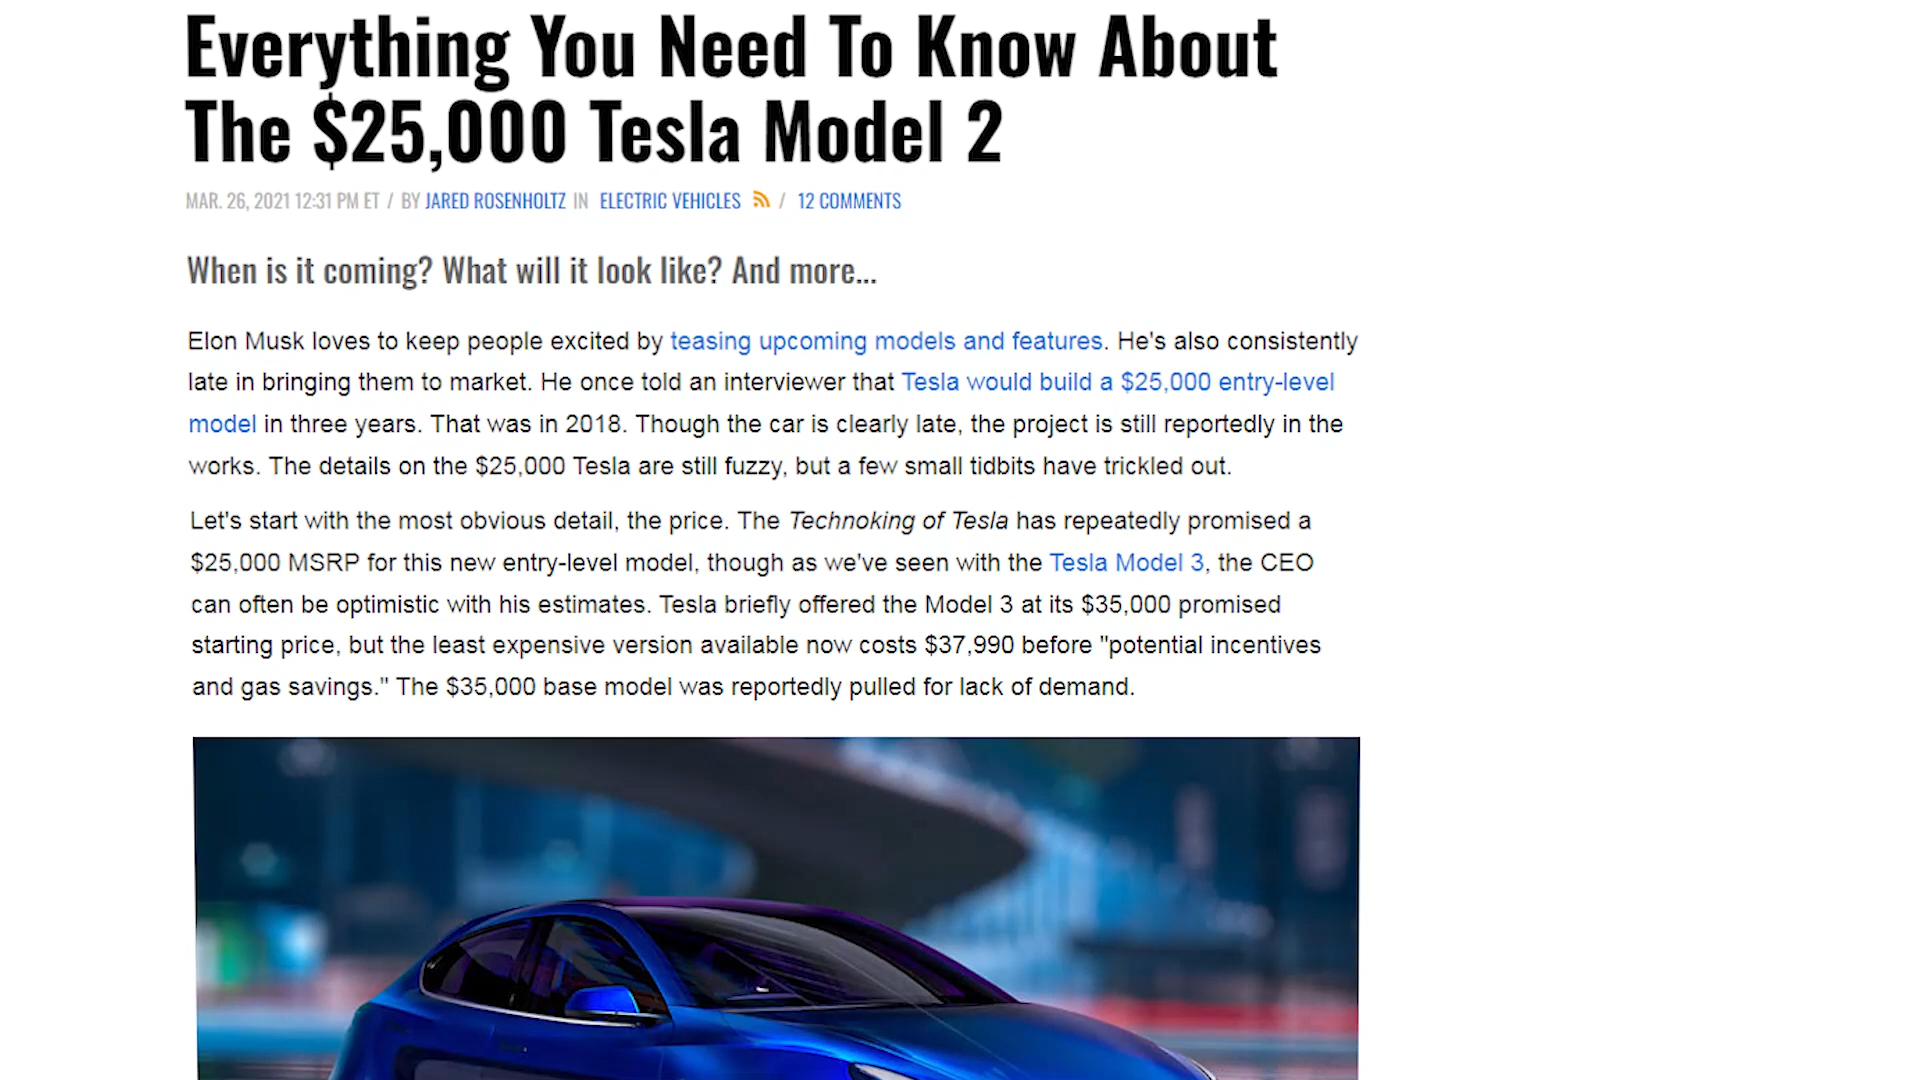 Everything You Need To Know About
The $25,000 Tesla Model 2
MAR. 26, 2021 12:31 PM ET / BY JARED ROSENHOLTZ IN ELECTRIC VEHICLES / 12 COMMENTS
When is it coming? What will it look like? And more...
Elon Musk loves to keep people excited by teasing upcoming models and features. He's also consistently
late in bringing them to market. He once told an interviewer that Tesla would build a $25,000 entry-level
model in three years. That was in 2018. Though the car is clearly late, the project is still reportedly in the
works. The details on the $25,000 Tesla are still fuzzy, but a few small tidbits have trickled out.
Let's start with the most obvious detail, the price. The Technoking of Tesla has repeatedly promised a
$25,000 MSRP for this new entry-level model, though as we've seen with the Tesla Model 3, the CEO
can often be optimistic with his estimates. Tesla briefly offered the Model 3 at its $35,000 promised
starting price, but the least expensive version available now costs $37,990 before "potential incentives
and gas savings." The $35,000 base model was reportedly pulled for lack of demand.